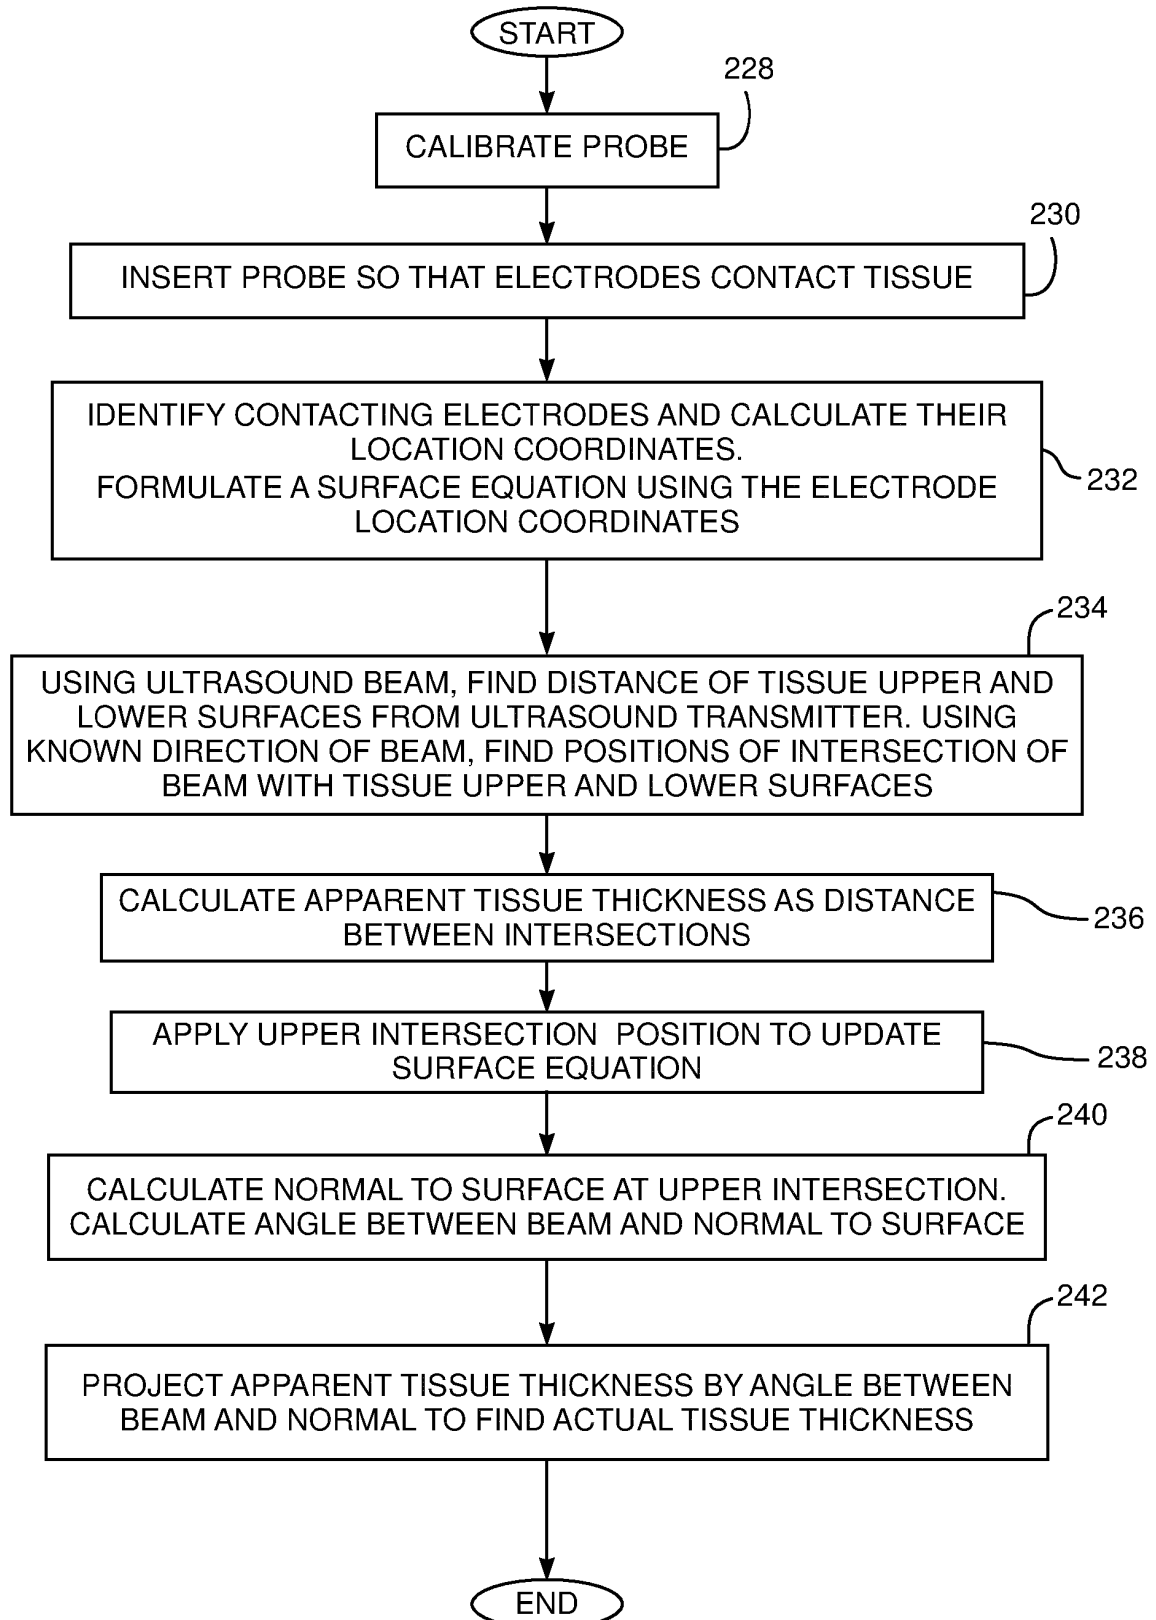 START
228
CALIBRATE PROBE
230
INSERT PROBE SO THAT ELECTRODES CONTACT TISSUE
IDENTIFY CONTACTING ELECTRODES AND CALCULATE THEIR
LOCATION COORDINATES.
FORMULATE A SURFACE EQUATION USING THE ELECTRODE
LOCATION COORDINATES
232
234
USING ULTRASOUND BEAM, FIND DISTANCE OF TISSUE UPPER AND
LOWER SURFACES FROM ULTRASOUND TRANSMITTER. USING
KNOWN DIRECTION OF BEAM, FIND POSITIONS OF INTERSECTION OF
BEAM WITH TISSUE UPPER AND LOWER SURFACES
CALCULATE APPARENT TISSUE THICKNESS AS DISTANCE
BETWEEN INTERSECTIONS
236
APPLY UPPER INTERSECTION POSITION TO UPDATE
SURFACE EQUATION
238
240
CALCULATE NORMAL TO SURFACE AT UPPER INTERSECTION.
CALCULATE ANGLE BETWEEN BEAM AND NORMAL TO SURFACE
242
PROJECT APPARENT TISSUE THICKNESS BY ANGLE BETWEEN
BEAM AND NORMAL TO FIND ACTUAL TISSUE THICKNESS
END